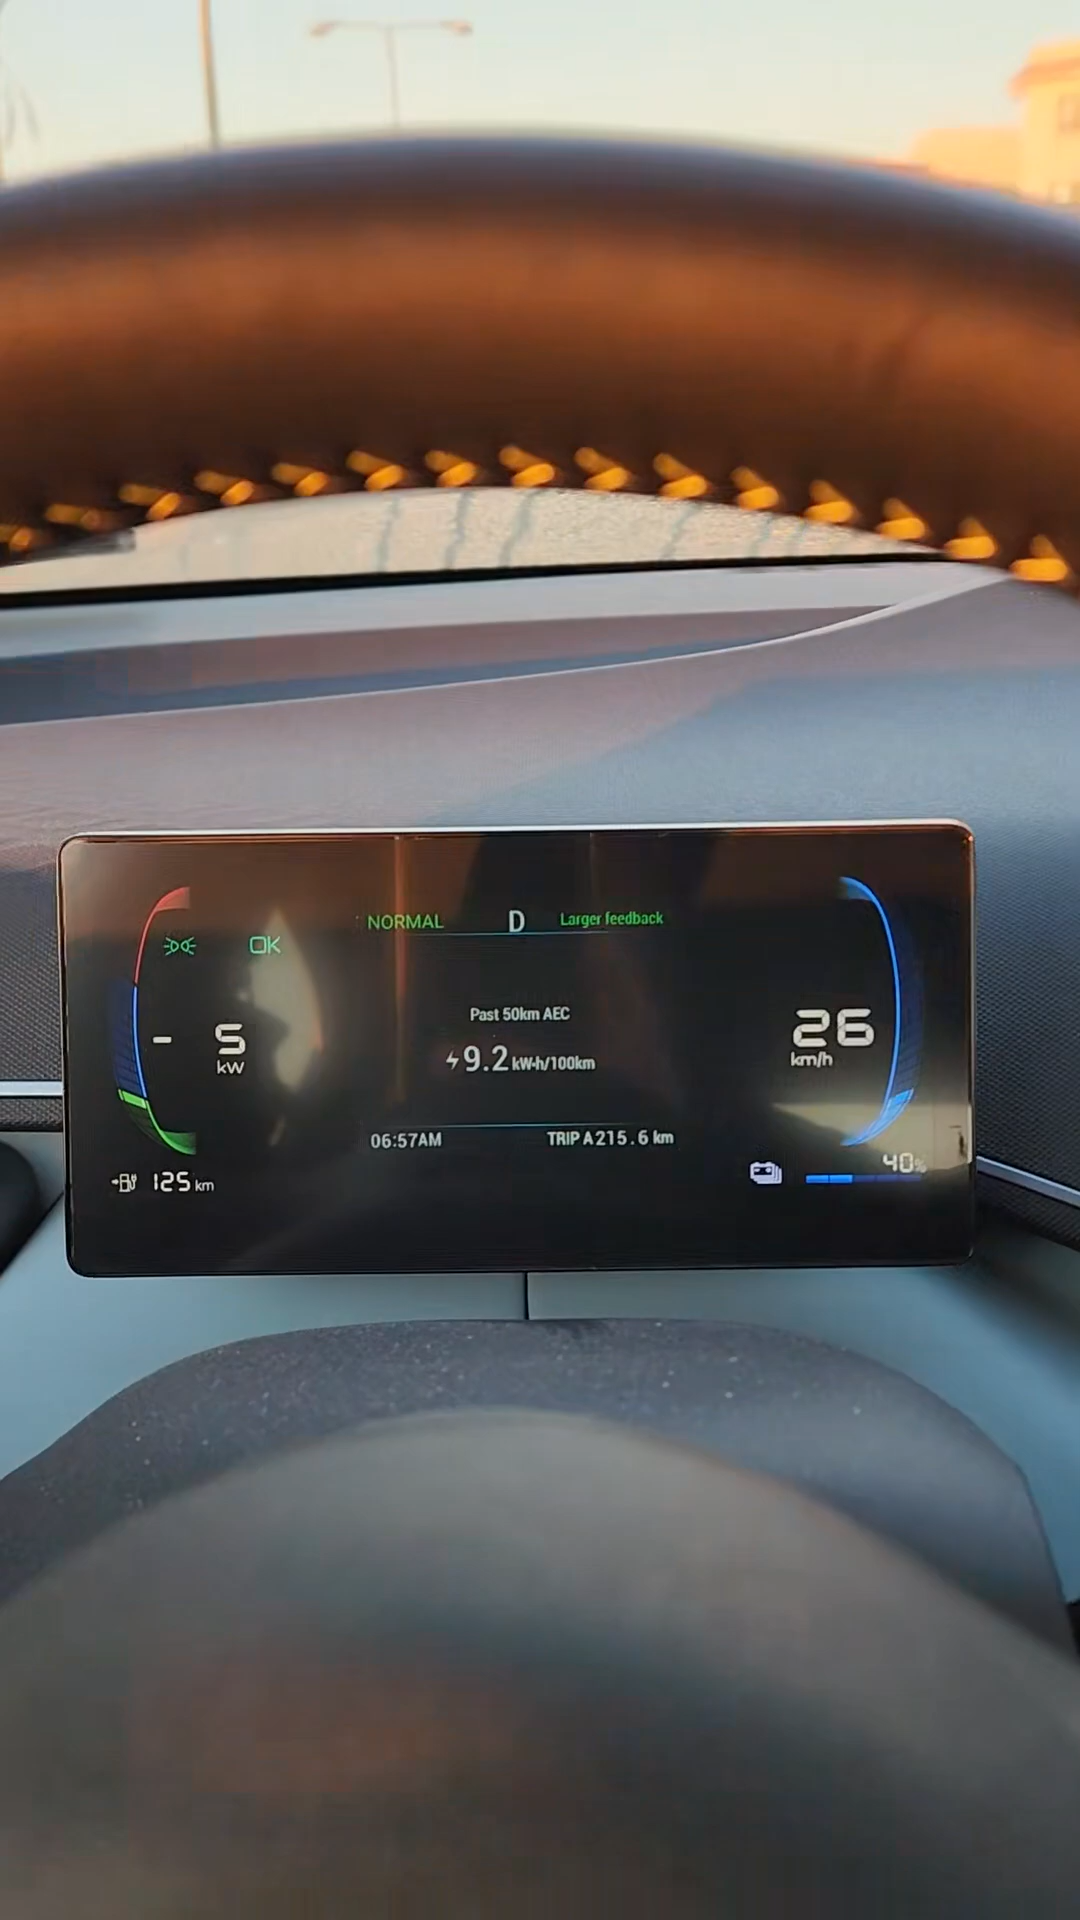 NORMAL D Larger feedback
OK
Past 50km AEC
- 5 kW
9.2 kW·h/100km
26 km/h
06:57AM TRIP A 215.6 km
125 km
40%